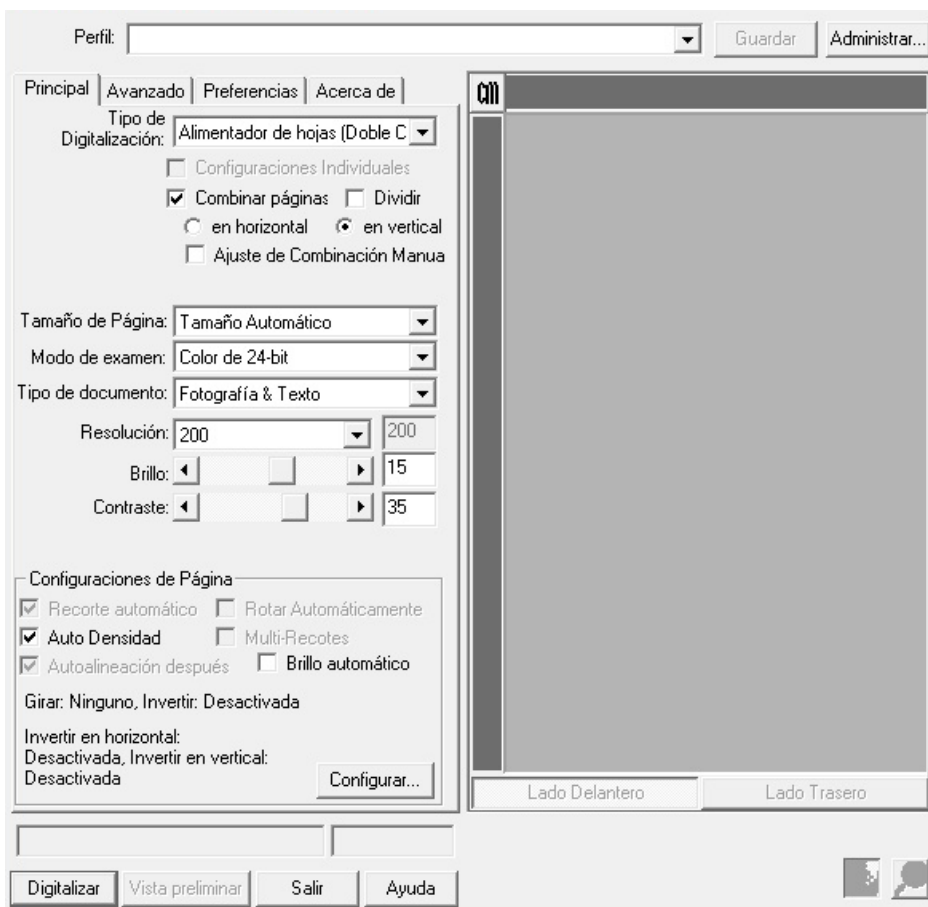 Perfil: Guardar Administrar...
Principal Avanzado Preferencias Acerca de cm
Tipo de
Digitalización: Alimentador de hojas (Doble C
Configuraciones Individuales
Combinar páginas Dividir
en horizontal en vertical
Ajuste de Combinación Manua
Tamaño de Página: Tamaño Automático
Modo de examen: Color de 24-bit
Tipo de documento: Fotografía & Texto
Resolución: 200 200
Brillo: 15
Contraste: 35
Configuraciones de Página
Recorte automático Rotar Automáticamente
Auto Densidad Multi-Recotes
Autoalineación después Brillo automático
Girar: Ninguno, Invertir: Desactivada
Invertir en horizontal:
Desactivada, Invertir en vertical:
Desactivada Configurar...
Lado Delantero Lado Trasero
Digitalizar Vista preliminar Salir Ayuda